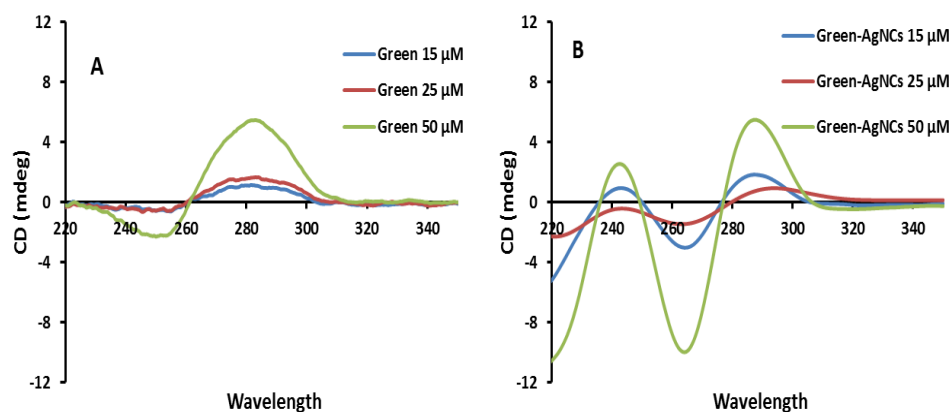 A
Green 15 µM
Green 25 µM
Green 50 µM
CD (mdeg)
12
8
4
0
-4
-8
-12
220 240 260 280 300 320 340
Wavelength
B
Green-AgNCs 15 µM
Green-AgNCs 25 µM
Green-AgNCs 50 µM
CD (mdeg)
12
8
4
0
-4
-8
-12
220 240 260 280 300 320 340
Wavelength